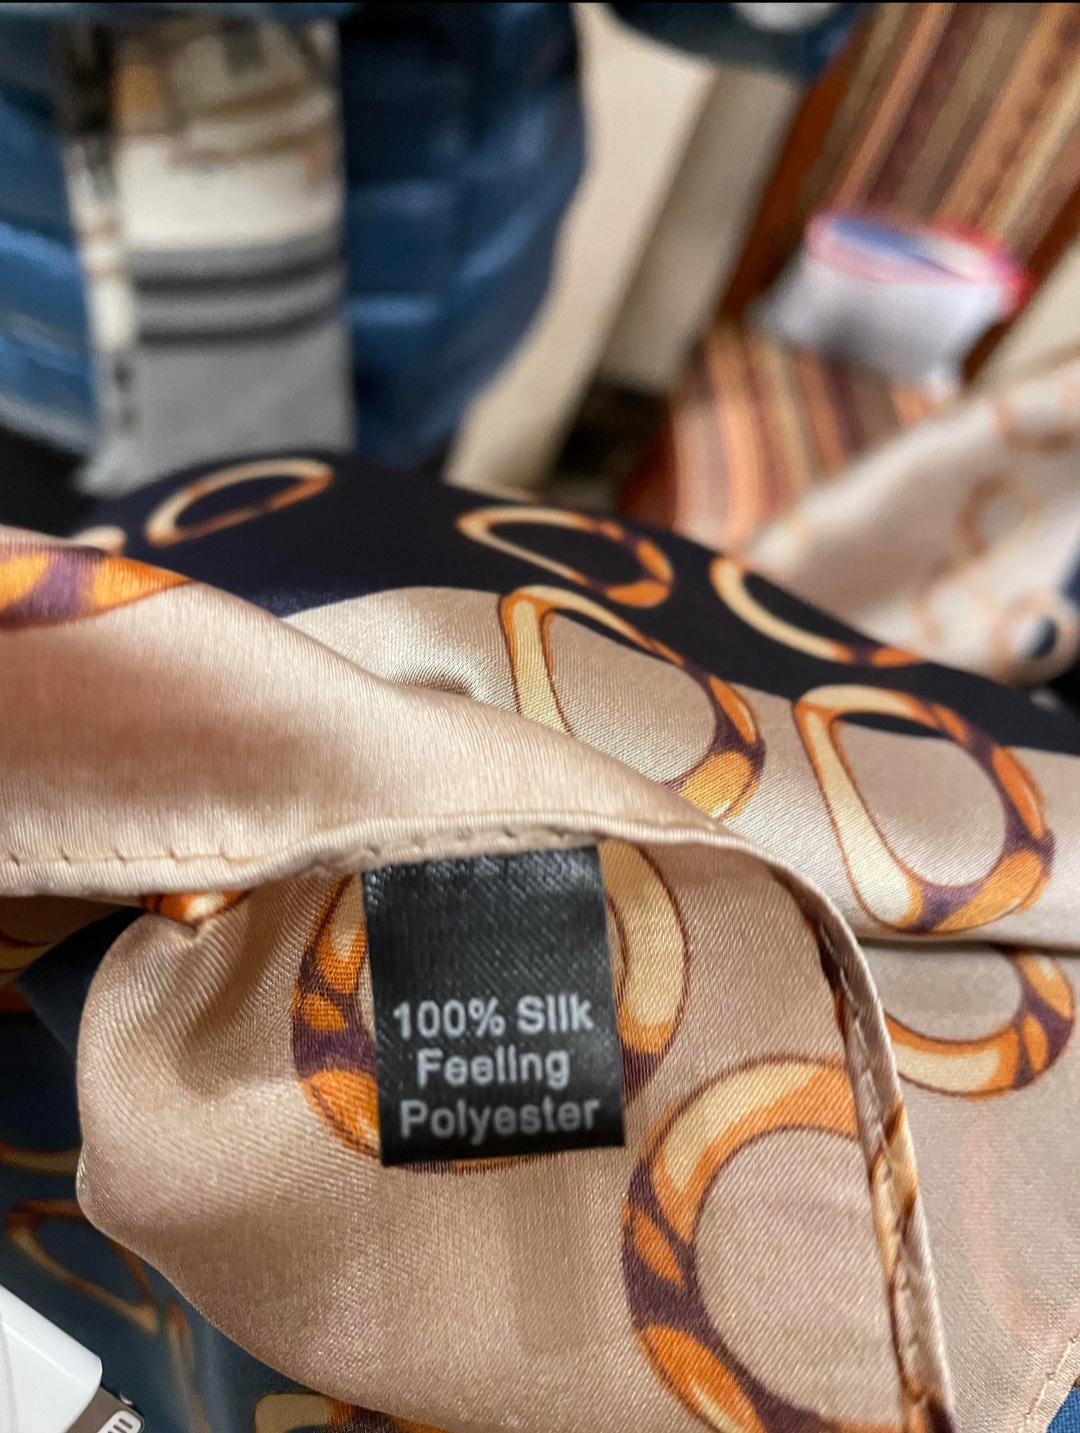 100% Silk
Feeling
Polyester